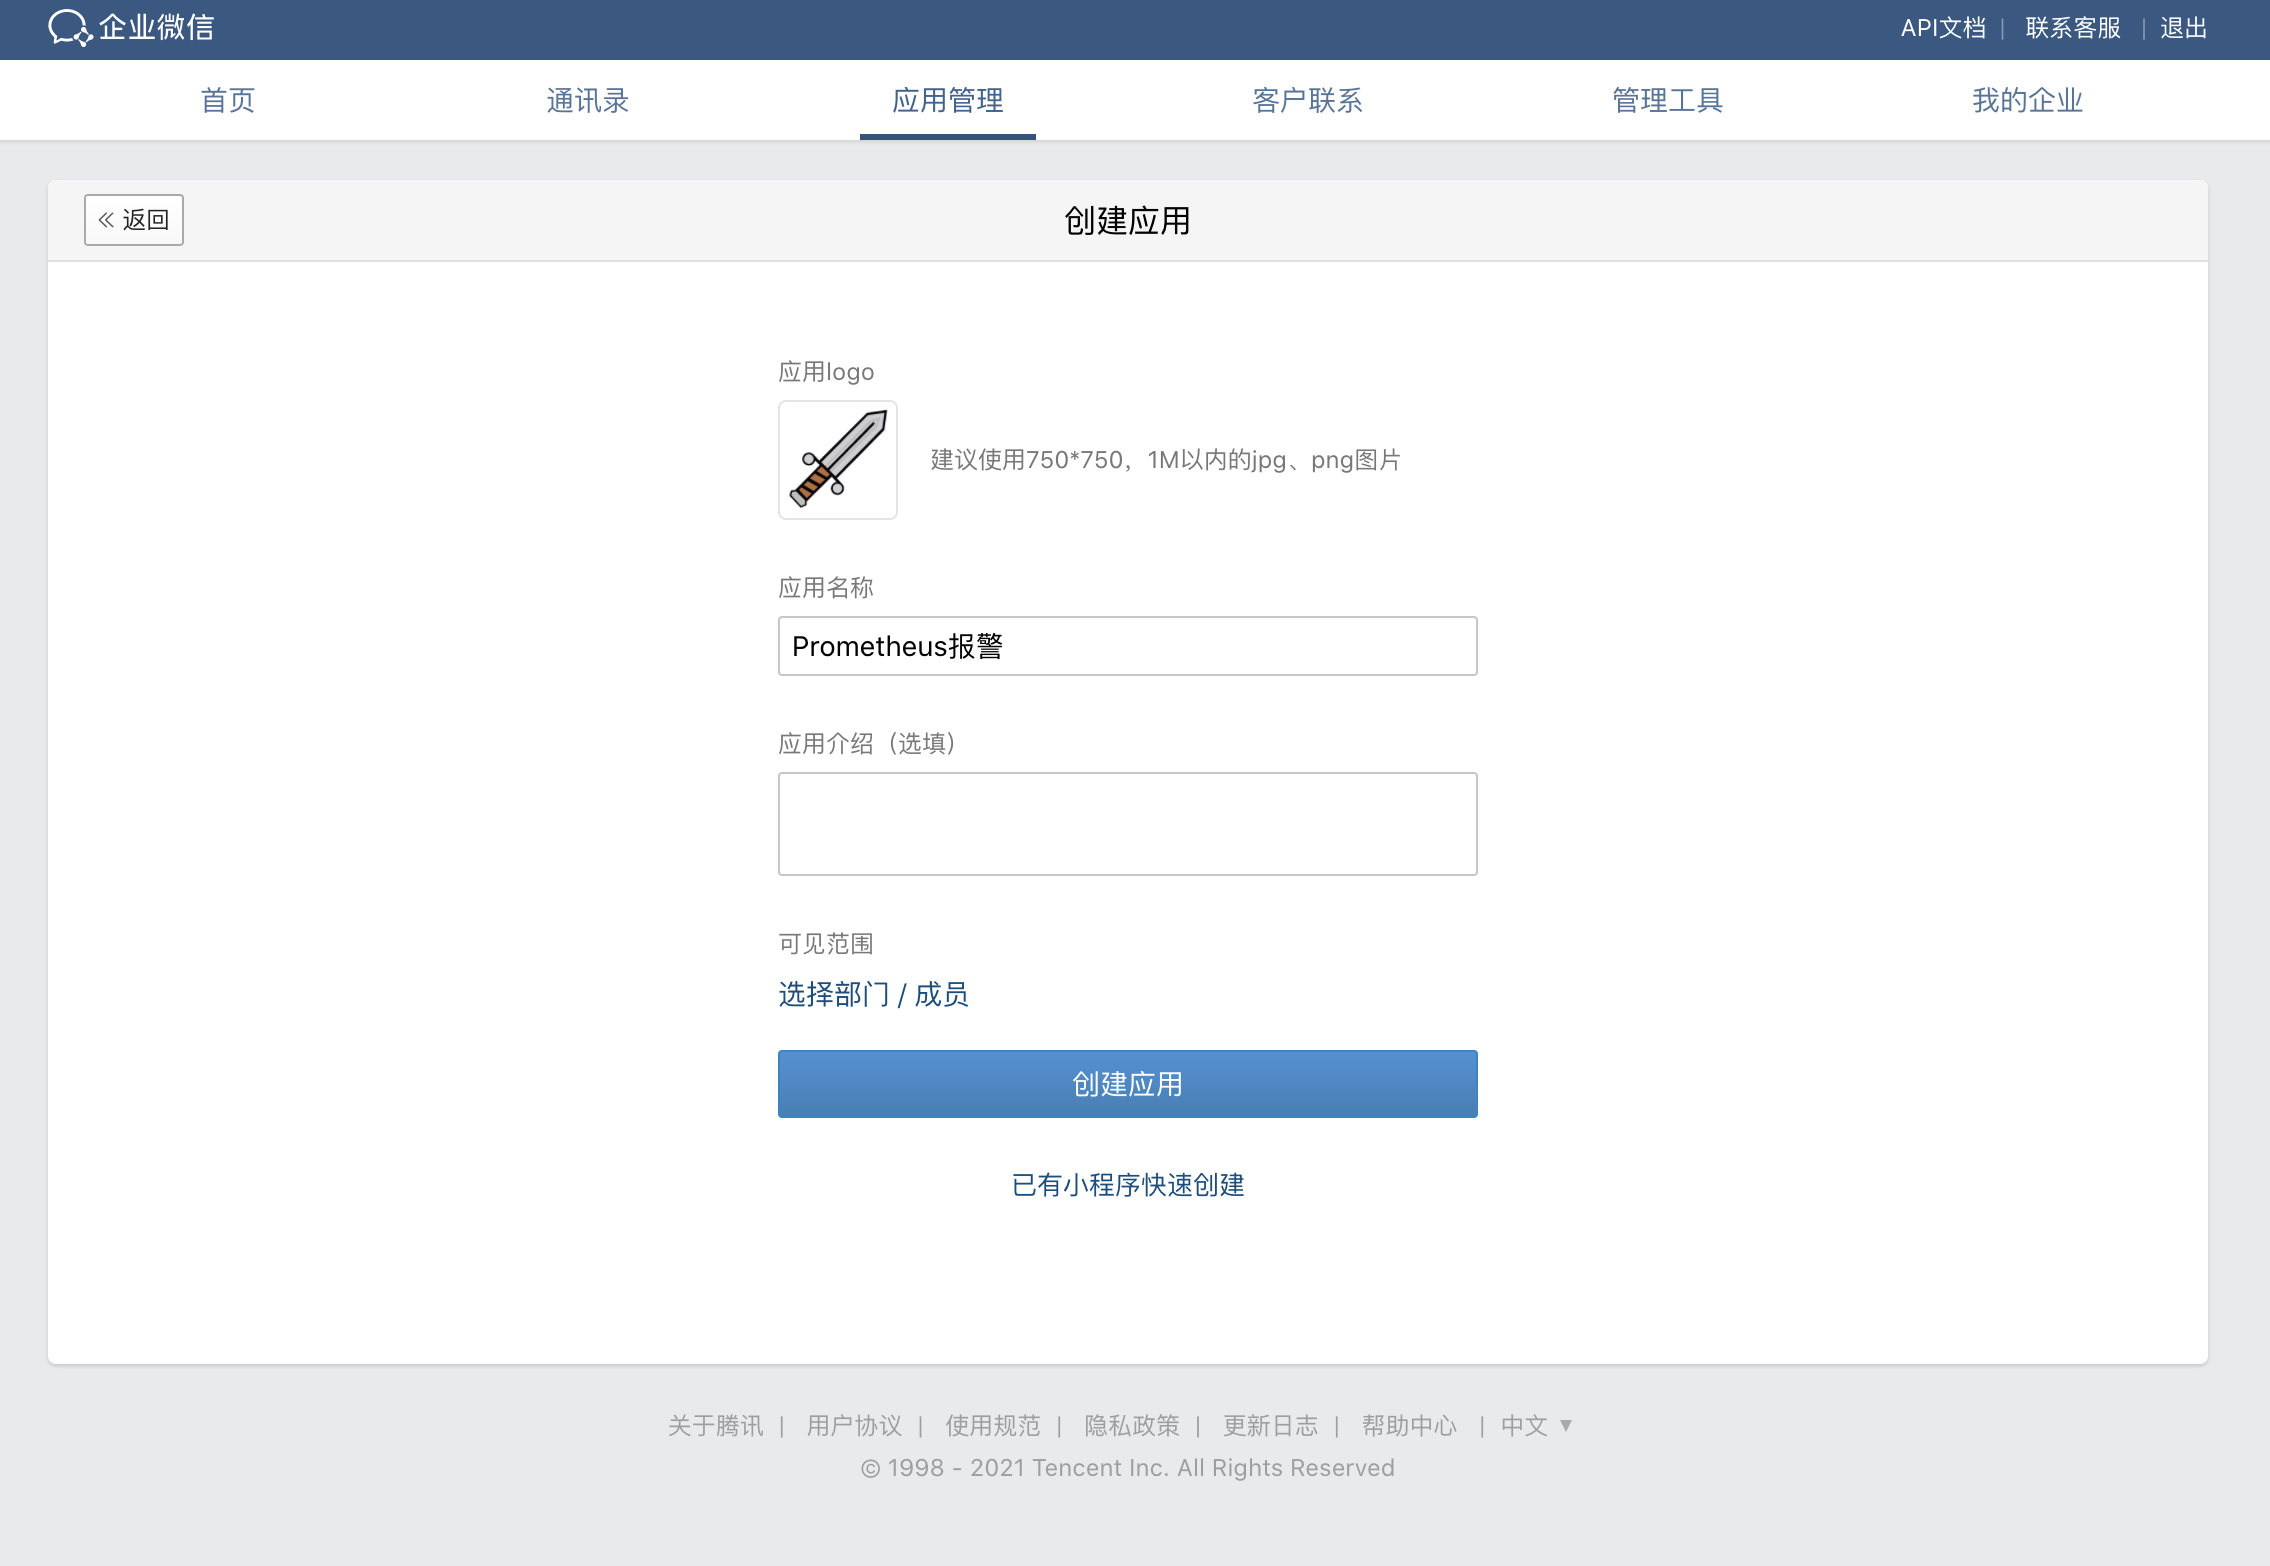 企业微信
API文档 | 联系客服 | 退出
首页 通讯录 应用管理 客户联系 管理工具 我的企业
« 返回
创建应用
应用logo
建议使用750*750，1M以内的jpg、png图片
应用名称
Prometheus报警
应用介绍（选填）
可见范围
选择部门 / 成员
创建应用
已有小程序快速创建
关于腾讯 | 用户协议 | 使用规范 | 隐私政策 | 更新日志 | 帮助中心 | 中文 ▼
© 1998 - 2021 Tencent Inc. All Rights Reserved